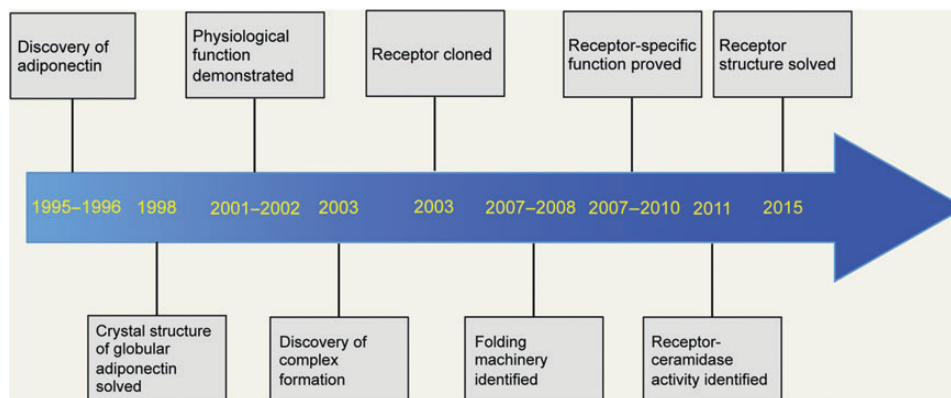 Discovery of
adiponectin
Physiological
function
demonstrated
Receptor cloned
Receptor-specific
function proved
Receptor
structure solved
1995–1996
1998
2001–2002
2003
2003
2007–2008
2007–2010
2011
2015
Crystal structure
of globular
adiponectin
solved
Discovery of
complex
formation
Folding
machinery
identified
Receptor-
ceramidase
activity identified